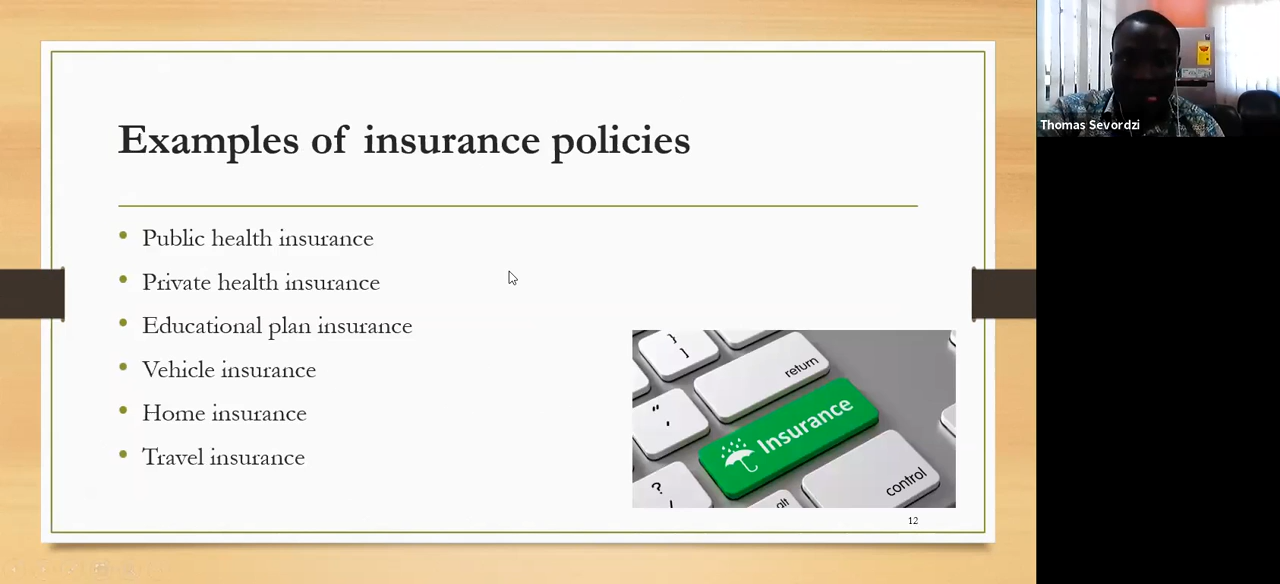 Examples of insurance policies
• Public health insurance
• Private health insurance
• Educational plan insurance
• Vehicle insurance
• Home insurance
• Travel insurance
}
]
return
"
'
Insurance
?
/
alt
control
12
Thomas Sevordzi